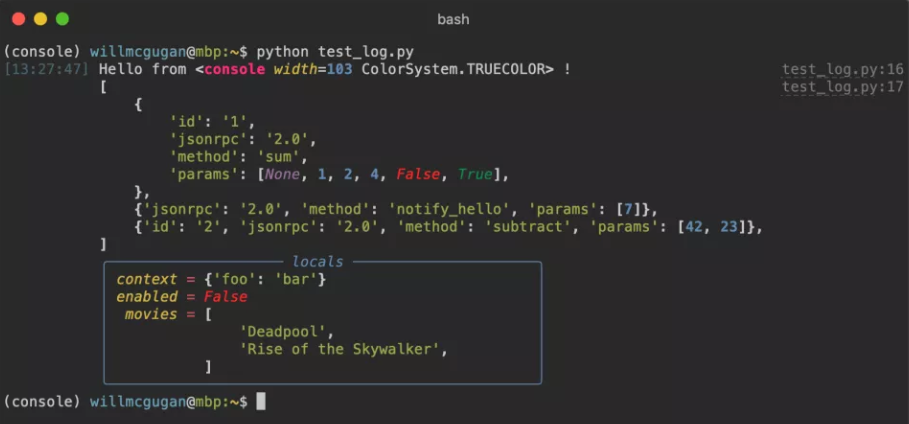 bash
(console) willmcgugan@mbp:~$ python test_log.py
[13:27:47] Hello from <console width=103 ColorSystem.TRUECOLOR> ! test_log.py:16
[ test_log.py:17
{
'id': '1',
'jsonrpc': '2.0',
'method': 'sum',
'params': [None, 1, 2, 4, False, True],
},
{'jsonrpc': '2.0', 'method': 'notify_hello', 'params': [7]},
{'id': '2', 'jsonrpc': '2.0', 'method': 'subtract', 'params': [42, 23]},
]
locals
context = {'foo': 'bar'}
enabled = False
movies = [
'Deadpool',
'Rise of the Skywalker',
]
(console) willmcgugan@mbp:~$